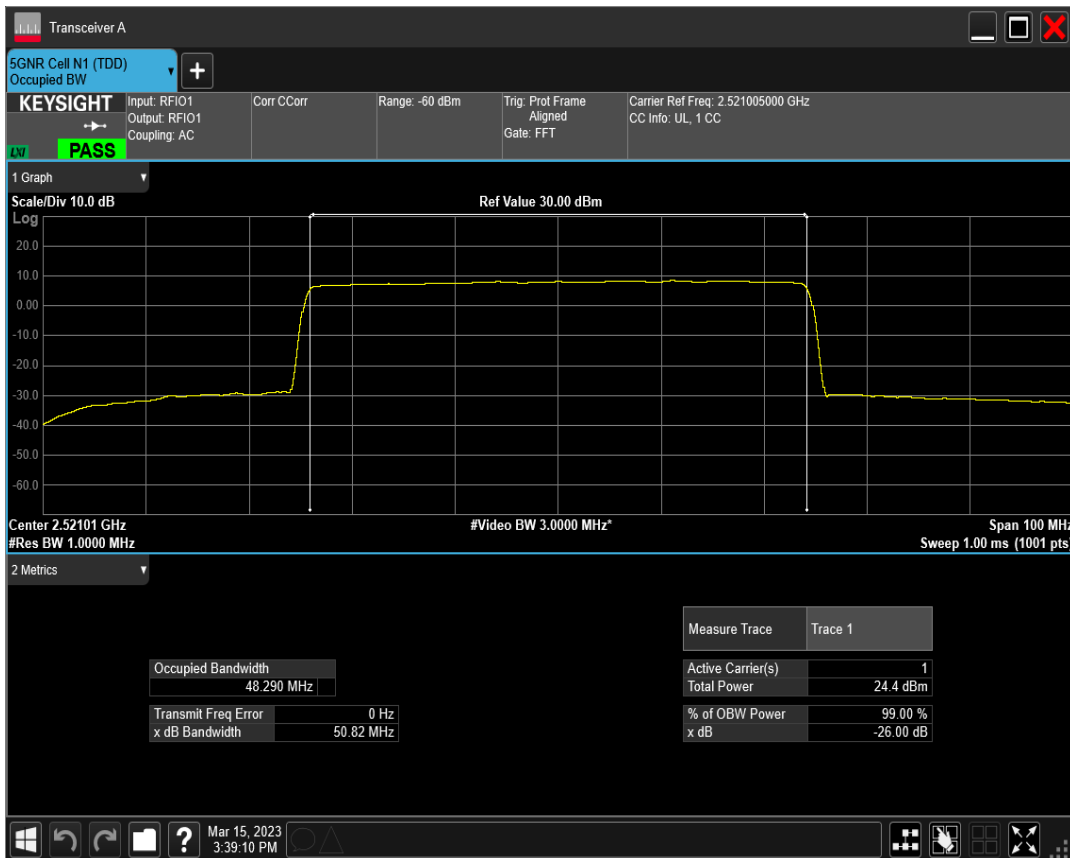 Transceiver A
5GNR Cell N1 (TDD)
Occupied BW
+
KEYSIGHT
LXI
PASS
Input: RFIO1
Output: RFIO1
Coupling: AC
Corr CCorr
Range: -60 dBm
Trig: Prot Frame
Aligned
Gate: FFT
Carrier Ref Freq: 2.521005000 GHz
CC Info: UL, 1 CC
1 Graph
Scale/Div 10.0 dB
Ref Value 30.00 dBm
Log
20.0
10.0
0.00
-10.0
-20.0
-30.0
-40.0
-50.0
-60.0
Center 2.52101 GHz
#Video BW 3.0000 MHz*
Span 100 MHz
#Res BW 1.0000 MHz
Sweep 1.00 ms (1001 pts)
2 Metrics
Measure Trace Trace 1
Occupied Bandwidth
48.290 MHz
Active Carrier(s) 1
Total Power 24.4 dBm
Transmit Freq Error 0 Hz
x dB Bandwidth 50.82 MHz
% of OBW Power 99.00 %
x dB -26.00 dB
?
Mar 15, 2023
3:39:10 PM